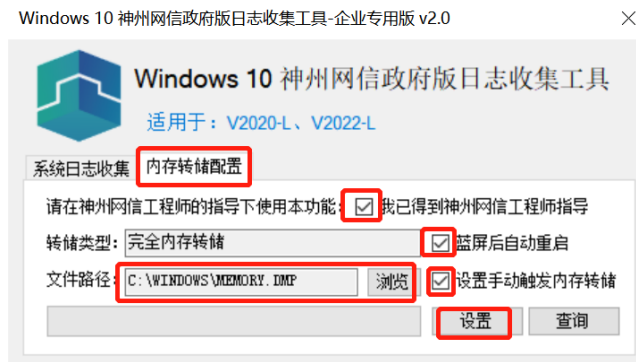 Windows 10 神州网信政府版日志收集工具-企业专用版 v2.0
Windows 10 神州网信政府版日志收集工具
适用于：V2020-L、V2022-L
系统日志收集 内存转储配置
请在神州网信工程师的指导下使用本功能： 我已得到神州网信工程师指导
转储类型： 完全内存转储 蓝屏后自动重启
文件路径： C:\WINDOWS\MEMORY.DMP 浏览 设置手动触发内存转储
设置 查询